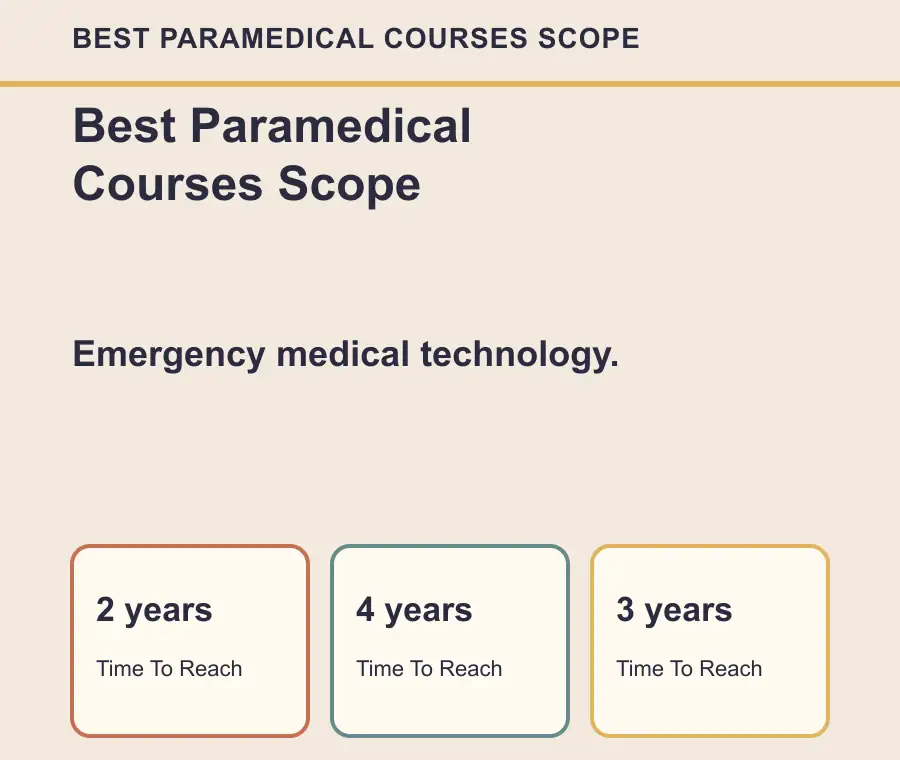 BEST PARAMEDICAL COURSES SCOPE
Best Paramedical
Courses Scope
Emergency medical technology.
2 years
Time To Reach
4 years
Time To Reach
3 years
Time To Reach